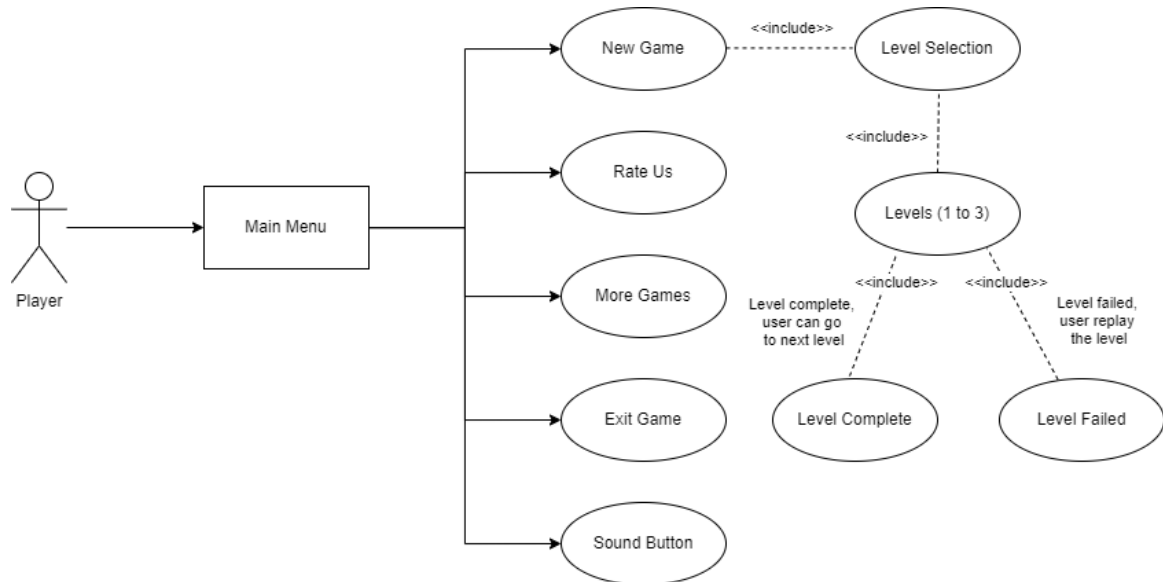 <<include>>
New Game
Level Selection
<<include>>
Rate Us
Levels (1 to 3)
Main Menu
<<include>>
<<include>>
Player
More Games
Level complete,
user can go
to next level
Level failed,
user replay
the level
Exit Game
Level Complete
Level Failed
Sound Button